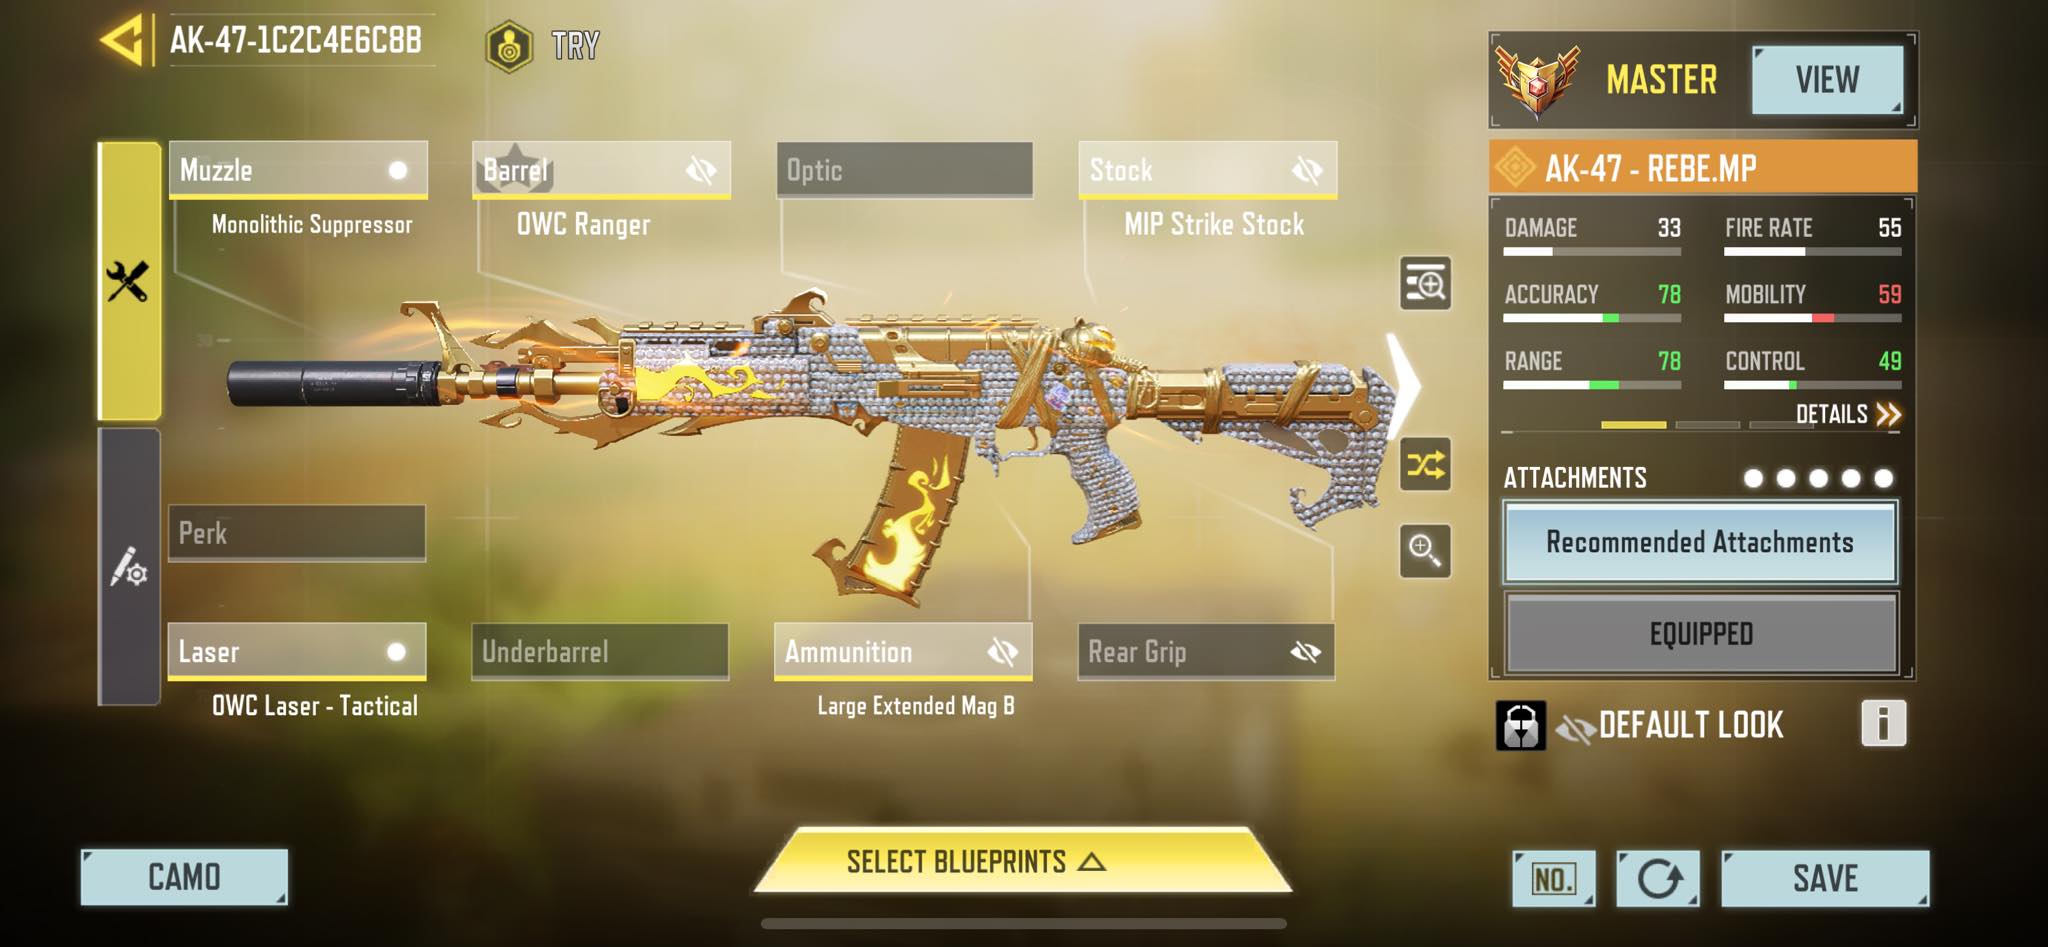 AK-47-1C2C4E6C8B
TRY
MASTER
VIEW
Muzzle
Monolithic Suppressor
Barrel
OWC Ranger
Optic
Stock
MIP Strike Stock
AK-47 - REBE.MP
DAMAGE 33
FIRE RATE 55
ACCURACY 78
MOBILITY 59
RANGE 78
CONTROL 49
DETAILS
ATTACHMENTS
Recommended Attachments
EQUIPPED
Perk
Laser
OWC Laser - Tactical
Underbarrel
Ammunition
Large Extended Mag B
Rear Grip
DEFAULT LOOK
i
CAMO
SELECT BLUEPRINTS
NO.
SAVE